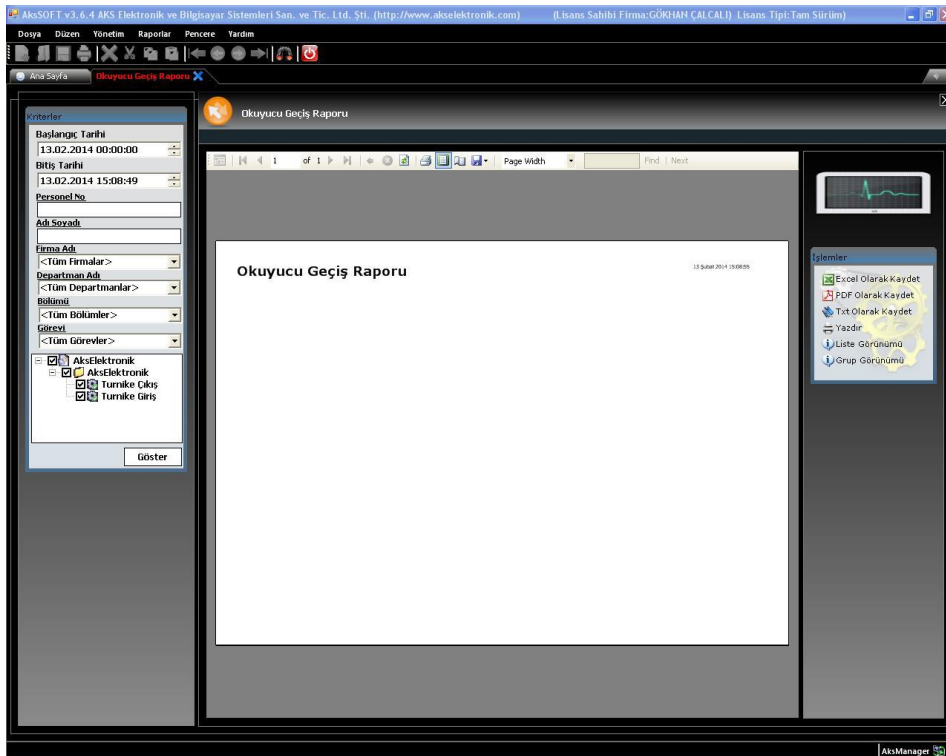 AksSOFT v3.6.4 AKS Elektronik ve Bilgisayar Sistemleri San. ve Tic. Ltd. Şti. (http://www.akselektronik.com) (Lisans Sahibi Firma:GÖKHAN ÇALCALI) Lisans Tipi:Tam Sürüm)
Dosya Düzen Yönetim Raporlar Pencere Yardım
Ana Sayfa Okuyucu Geçiş Raporu
Kriterler
Başlangıç Tarihi
13.02.2014 00:00:00
Bitiş Tarihi
13.02.2014 15:08:49
Personel No
Adı Soyadı
Firma Adı
<Tüm Firmalar>
Departman Adı
<Tüm Departmanlar>
Bölümü
<Tüm Bölümler>
Görevi
<Tüm Görevler>
AksElektronik
AksElektronik
Turnike Çıkış
Turnike Giriş
Göster
Okuyucu Geçiş Raporu
1 of 1 Page Width Find | Next
Okuyucu Geçiş Raporu
13 Şubat 2014 15:08:55
İşlemler
Excel Olarak Kaydet
PDF Olarak Kaydet
Txt Olarak Kaydet
Yazdır
Liste Görünümü
Grup Görünümü
AksManager